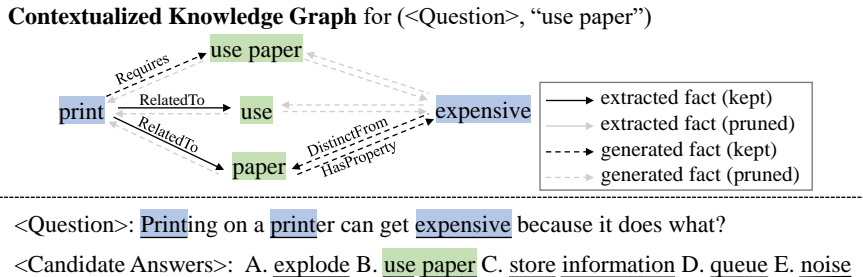 Contextualized Knowledge Graph for (<Question>, “use paper”)
use paper
Requires
print
RelatedTo
use
expensive
RelatedTo
DistinctFrom
HasProperty
paper
extracted fact (kept)
extracted fact (pruned)
generated fact (kept)
generated fact (pruned)
<Question>: Printing on a printer can get expensive because it does what?
<Candidate Answers>: A. explode B. use paper C. store information D. queue E. noise